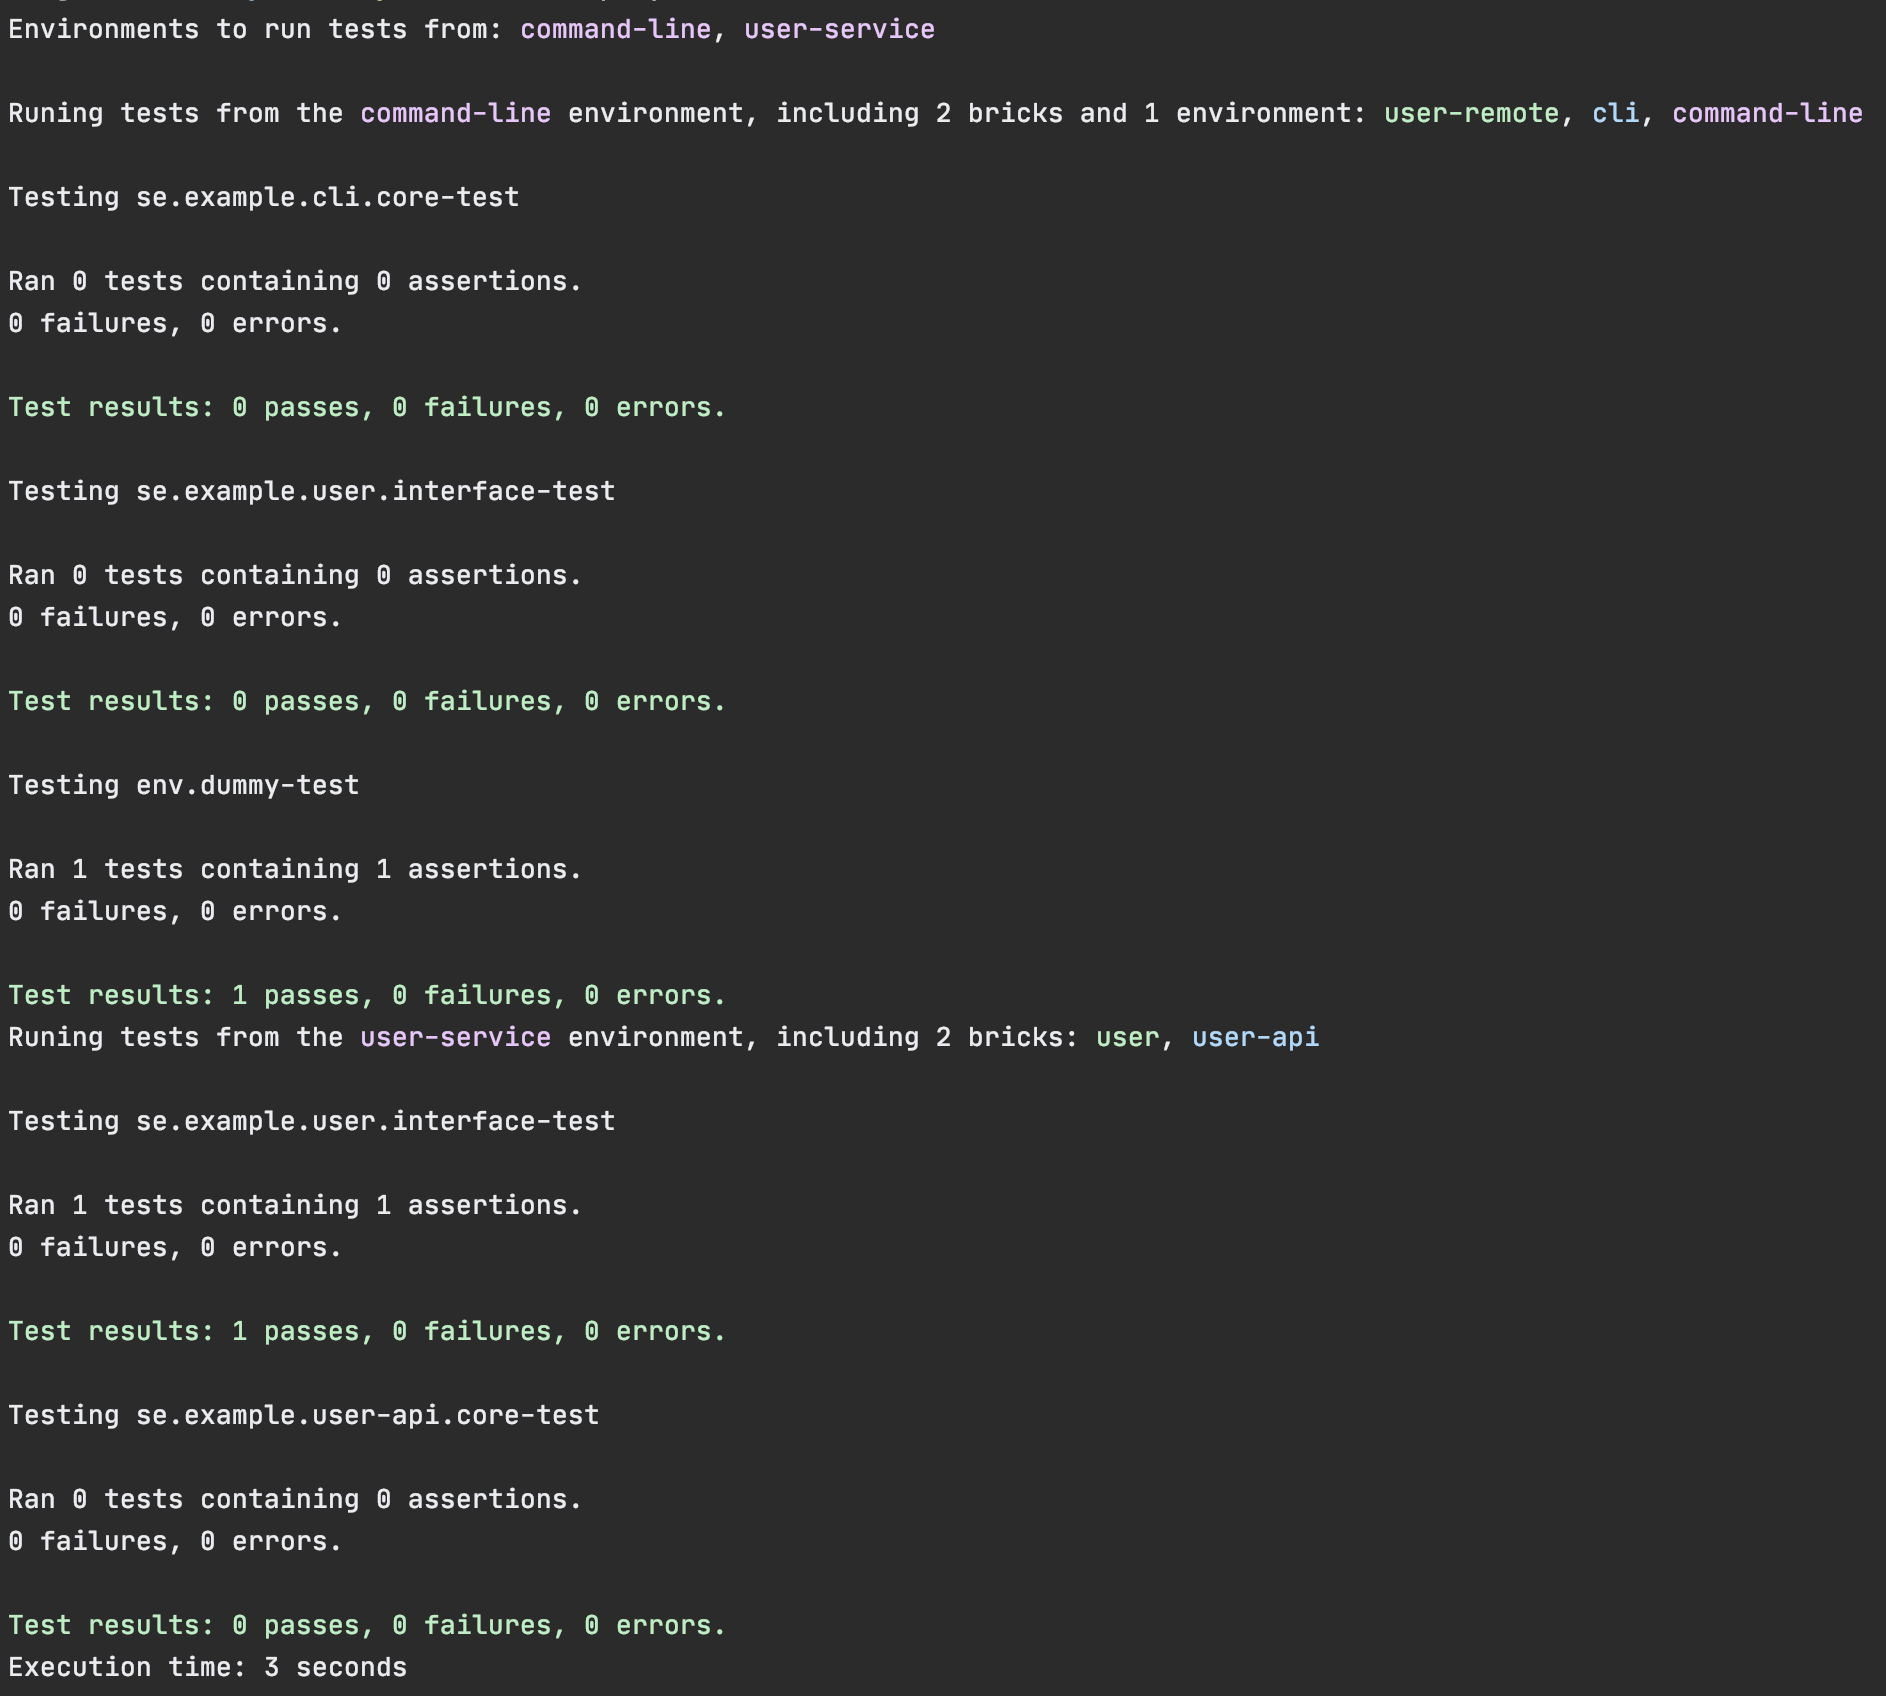 Environments to run tests from: command-line, user-service
Runing tests from the command-line environment, including 2 bricks and 1 environment: user-remote, cli, command-line
Testing se.example.cli.core-test
Ran 0 tests containing 0 assertions.
0 failures, 0 errors.
Test results: 0 passes, 0 failures, 0 errors.
Testing se.example.user.interface-test
Ran 0 tests containing 0 assertions.
0 failures, 0 errors.
Test results: 0 passes, 0 failures, 0 errors.
Testing env.dummy-test
Ran 1 tests containing 1 assertions.
0 failures, 0 errors.
Test results: 1 passes, 0 failures, 0 errors.
Runing tests from the user-service environment, including 2 bricks: user, user-api
Testing se.example.user.interface-test
Ran 1 tests containing 1 assertions.
0 failures, 0 errors.
Test results: 1 passes, 0 failures, 0 errors.
Testing se.example.user-api.core-test
Ran 0 tests containing 0 assertions.
0 failures, 0 errors.
Test results: 0 passes, 0 failures, 0 errors.
Execution time: 3 seconds